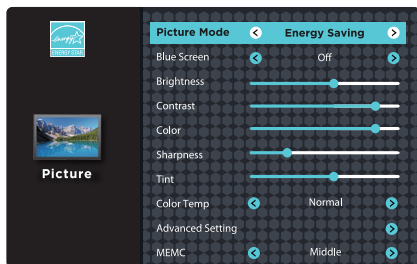 energy
ENERGY STAR
Picture
Picture Mode Energy Saving
Blue Screen Off
Brightness
Contrast
Color
Sharpness
Tint
Color Temp Normal
Advanced Setting
MEMC Middle